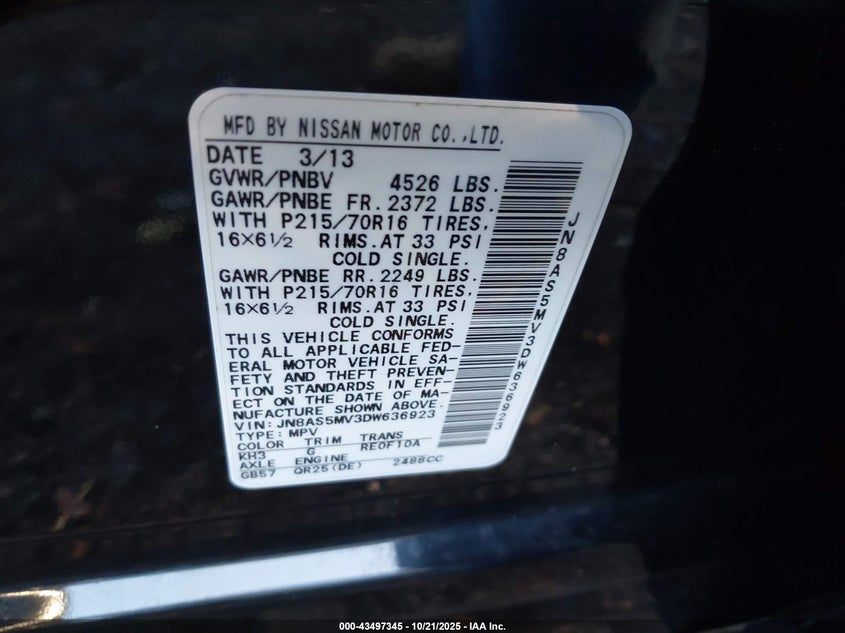 MFD BY NISSAN MOTOR CO.,LTD.
DATE 3/13
GVWR/PNBV 4526 LBS.
GAWR/PNBE FR. 2372 LBS.
WITH P215/70R16 TIRES,
16×6½ RIMS.AT 33 PSI
COLD SINGLE.
GAWR/PNBE RR. 2249 LBS.
WITH P215/70R16 TIRES,
16×6½ RIMS.AT 33 PSI
COLD SINGLE.
THIS VEHICLE CONFORMS
TO ALL APPLICABLE FED-
ERAL MOTOR VEHICLE SA-
FETY AND THEFT PREVEN-
TION STANDARDS IN EFF-
ECT ON THE DATE OF MA-
NUFACTURE SHOWN ABOVE.
VIN: JN8AS5MV3DW636923
TYPE: MPV
COLOR TRIM TRANS
KH3 G RE0F10A
AXLE ENGINE
GB57 QR25(DE) 2488CC
JN8AS5MV3DW636923
000-43497345 - 10/21/2025 - IAA Inc.